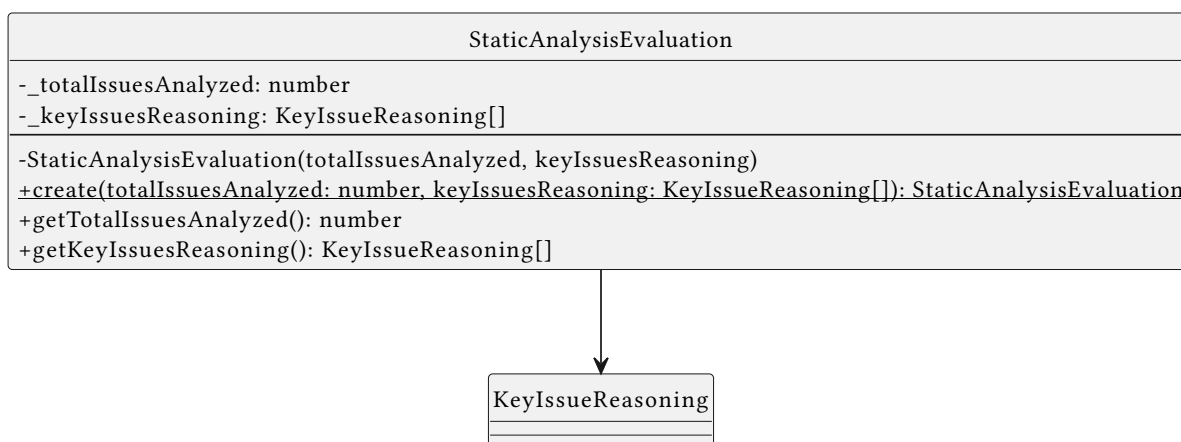 StaticAnalysisEvaluation
-_totalIssuesAnalyzed: number
-_keyIssuesReasoning: KeyIssueReasoning[]
-StaticAnalysisEvaluation(totalIssuesAnalyzed, keyIssuesReasoning)
+create(totalIssuesAnalyzed: number, keyIssuesReasoning: KeyIssueReasoning[]): StaticAnalysisEvaluation
+getTotalIssuesAnalyzed(): number
+getKeyIssuesReasoning(): KeyIssueReasoning[]
KeyIssueReasoning